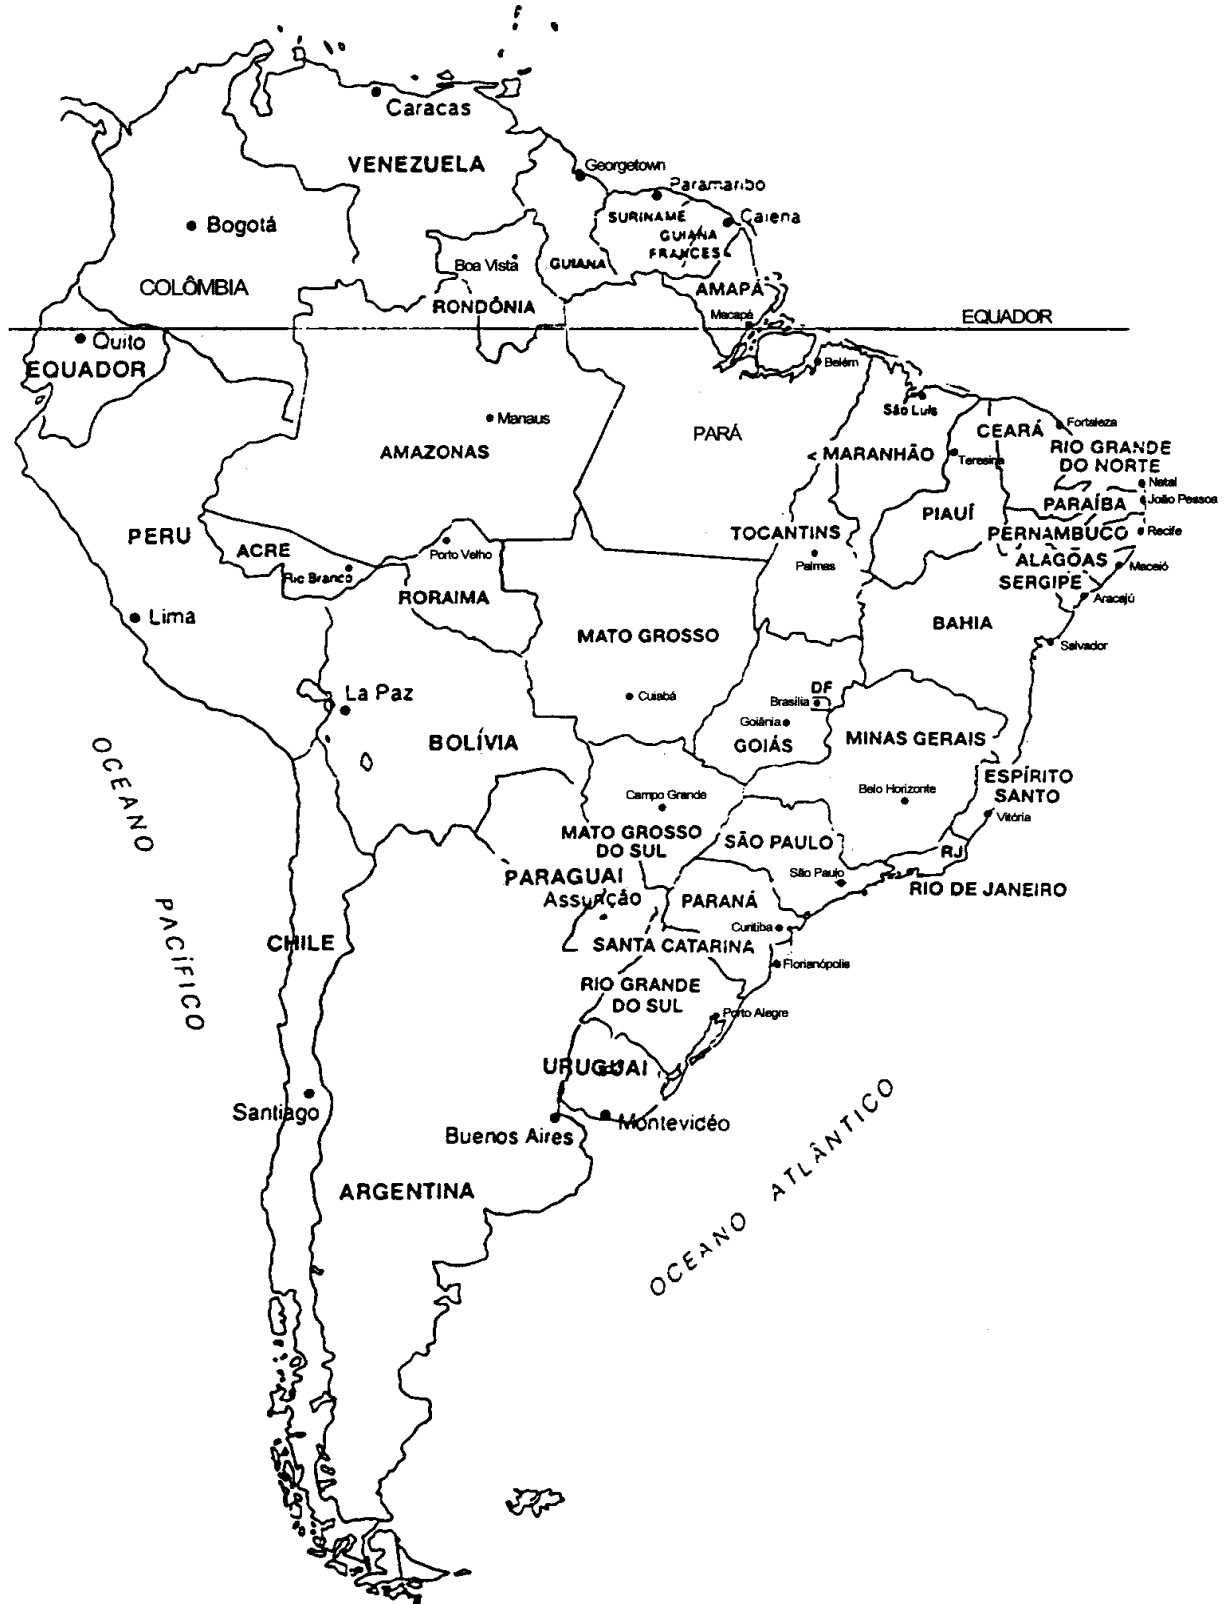 Caracas
VENEZUELA
Georgetown
Paramaribo
Bogotá
SURINAME
Caiena
GUIANA
FRANCES
Boa Vista
GUIANA
COLÔMBIA
AMAPÁ
RONDÔNIA
Macapá
EQUADOR
Quito
EQUADOR
Belém
São Luís
Manaus
Fortaleza
PARÁ
CEARÁ
AMAZONAS
MARANHÃO
Teresina
RIO GRANDE
DO NORTE
Natal
PARAÍBA
João Pessoa
PIAUÍ
PERU
TOCANTINS
PERNAMBUCO
Recife
ACRE
Porto Velho
Palmas
ALAGÕAS
Maceió
Rio Branco
SERGIPE
RORAIMA
Aracajú
Lima
BAHIA
MATO GROSSO
Salvador
La Paz
Cuiabá
DF
Brasília
Goiânia
BOLÍVIA
GOIÁS
MINAS GERAIS
ESPÍRITO
SANTO
Belo Horizonte
Campo Grande
Vitória
MATO GROSSO
DO SUL
SÃO PAULO
RJ
PARAGUAI
São Paulo
RIO DE JANEIRO
Assunção
PARANÁ
Curitiba
OCEANO PACÍFICO
CHILE
SANTA CATARINA
Florianópolis
RIO GRANDE
DO SUL
Porto Alegre
URUGUAI
Santiago
Montevicéo
Buenos Aires
ARGENTINA
OCEANO ATLÂNTICO